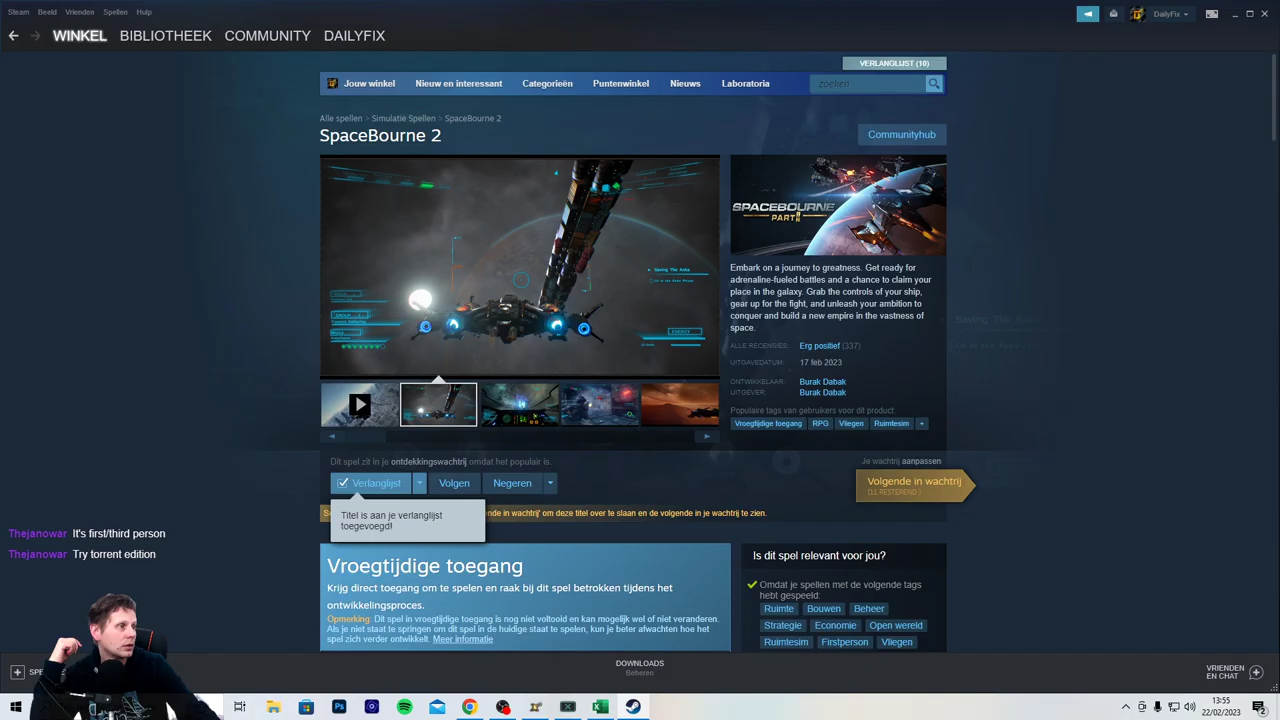 Steam Beeld Vrienden Spellen Hulp
DailyFix
WINKEL BIBLIOTHEEK COMMUNITY DAILYFIX
VERLANGLIJST (10)
Jouw winkel Nieuw en interessant Categorieën Puntenwinkel Nieuws Laboratoria zoeken
Alle spellen > Simulatie Spellen > SpaceBourne 2
SpaceBourne 2
Communityhub
SPACEBOURNE
PART II
Embark on a journey to greatness. Get ready for
adrenaline-fueled battles and a chance to claim your
place in the galaxy. Grab the controls of your ship,
gear up for the fight, and unleash your ambition to
conquer and build a new empire in the vastness of
space.
ALLE RECENSIES: Erg positief (337)
UITGAVEDATUM: 17 feb 2023
ONTWIKKELAAR: Burak Dabak
UITGEVER: Burak Dabak
Populaire tags van gebruikers voor dit product:
Vroegtijdige toegang RPG Vliegen Ruimtesim +
Dit spel zit in je ontdekkingswachtrij omdat het populair is.
Je wachtrij aanpassen
Verlanglijst Volgen Negeren
Volgende in wachtrij
(11 RESTEREND )
Titel is aan je verlanglijst
toegevoegd!
ende in wachtrij' om deze titel over te slaan en de volgende in je wachtrij te zien.
Thejanowar It's first/third person
Thejanowar Try torrent edition
Vroegtijdige toegang
Krijg direct toegang om te spelen en raak bij dit spel betrokken tijdens het
ontwikkelingsproces.
Opmerking: Dit spel in vroegtijdige toegang is nog niet voltooid en kan mogelijk wel of niet veranderen.
Als je niet staat te springen om dit spel in de huidige staat te spelen, kun je beter afwachten hoe het
spel zich verder ontwikkelt. Meer informatie
Is dit spel relevant voor jou?
Omdat je spellen met de volgende tags
hebt gespeeld:
Ruimte Bouwen Beheer
Strategie Economie Open wereld
Ruimtesim Firstperson Vliegen
DOWNLOADS
Beheren
VRIENDEN
EN CHAT
13:55
22/02/2023